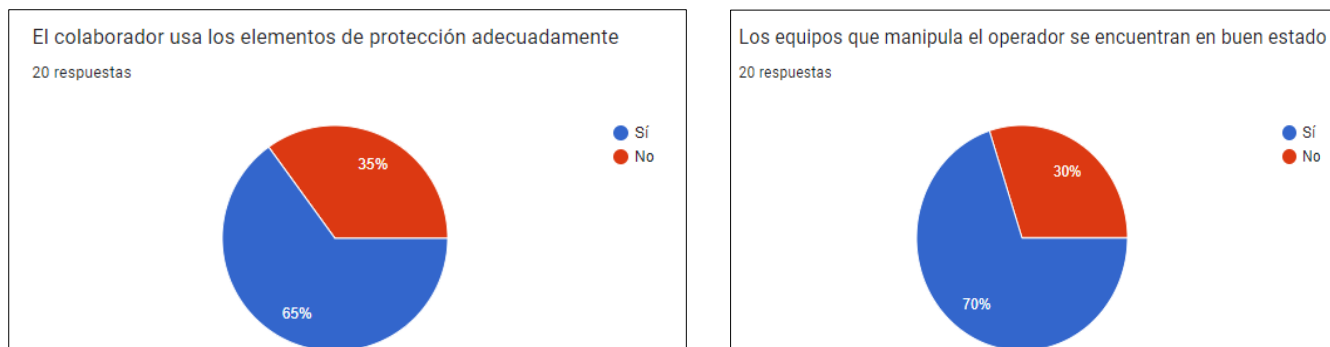 El colaborador usa los elementos de protección adecuadamente
20 respuestas
Sí
No
35%
65%
Los equipos que manipula el operador se encuentran en buen estado
20 respuestas
Sí
No
30%
70%